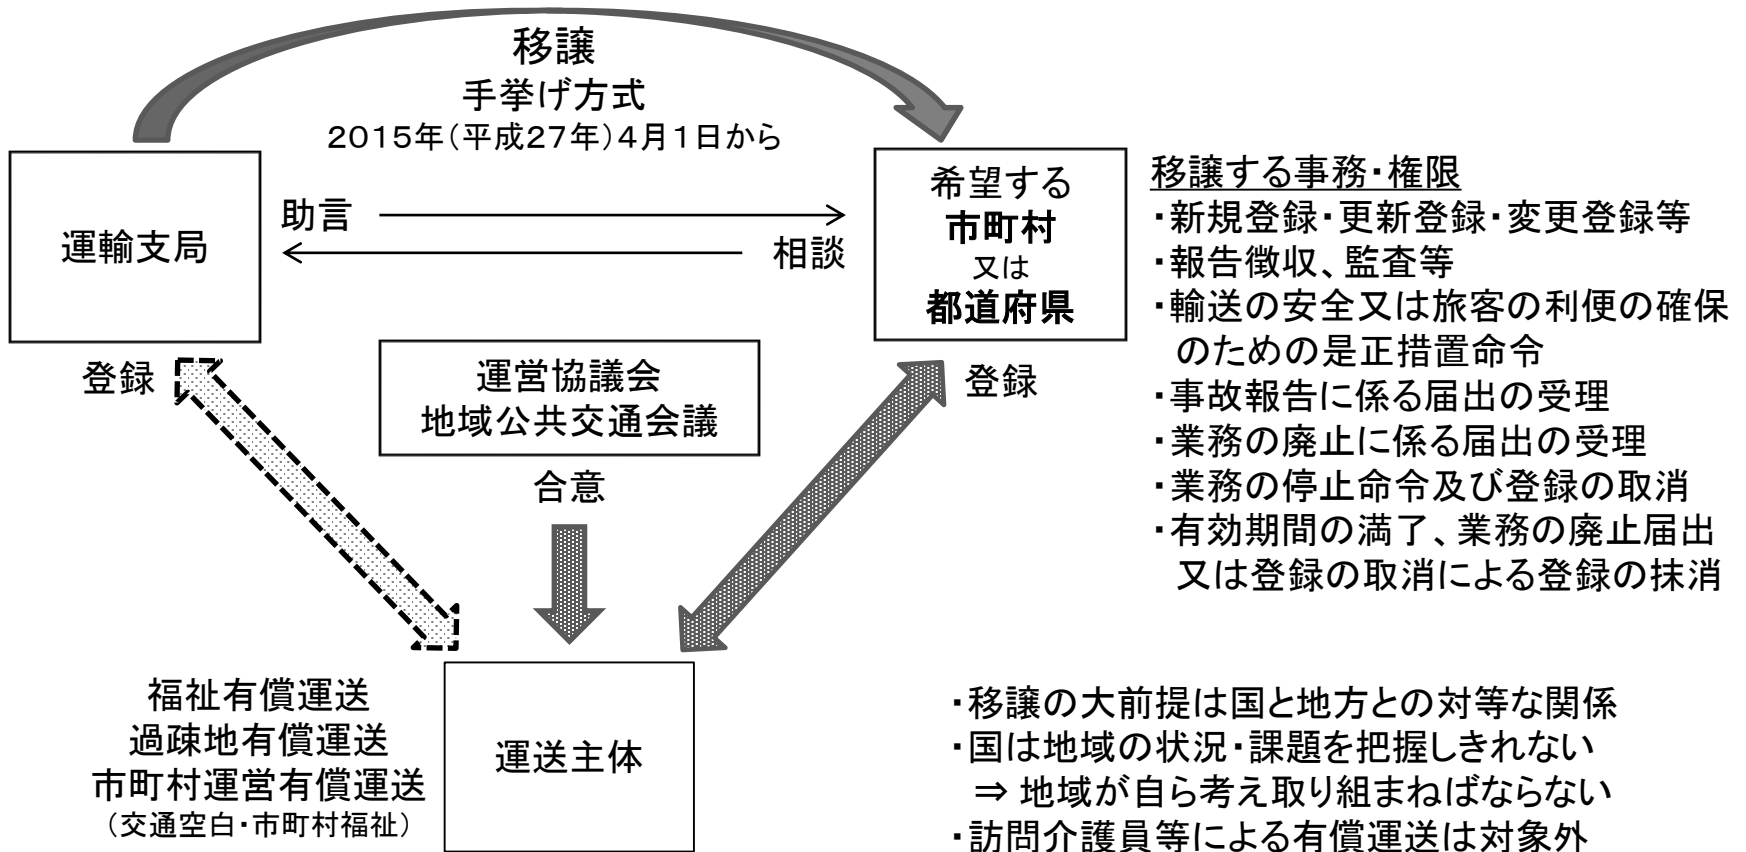 移譲
手挙げ方式
2015年(平成27年)4月1日から
運輸支局
助言
相談
希望する
市町村
又は
都道府県
移譲する事務・権限
・新規登録・更新登録・変更登録等
・報告徴収、監査等
・輸送の安全又は旅客の利便の確保
のための是正措置命令
・事故報告に係る届出の受理
・業務の廃止に係る届出の受理
・業務の停止命令及び登録の取消
・有効期間の満了、業務の廃止届出
又は登録の取消による登録の抹消
登録
運営協議会
地域公共交通会議
合意
登録
福祉有償運送
過疎地有償運送
市町村運営有償運送
(交通空白・市町村福祉)
運送主体
・移譲の大前提は国と地方との対等な関係
・国は地域の状況・課題を把握しきれない
⇒ 地域が自ら考え取り組まねばならない
・訪問介護員等による有償運送は対象外